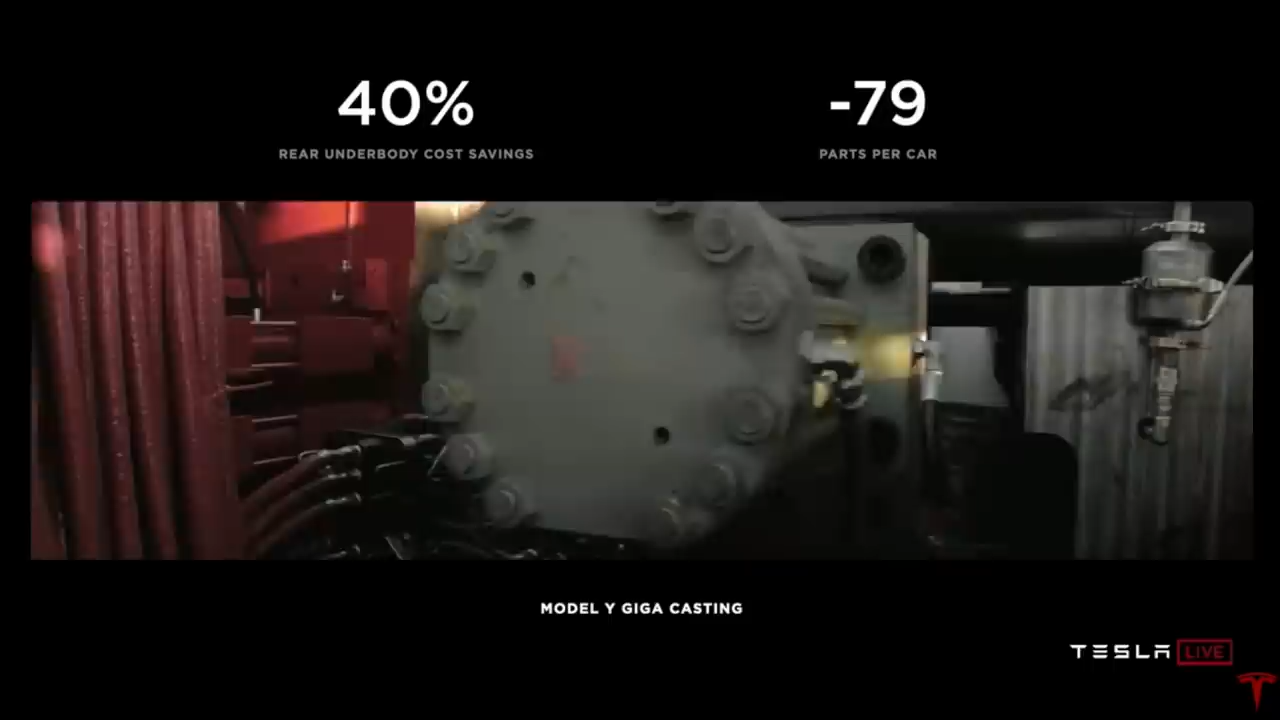 40%
-79
REAR UNDERBODY COST SAVINGS
PARTS PER CAR
MODEL Y GIGA CASTING
TESLA LIVE